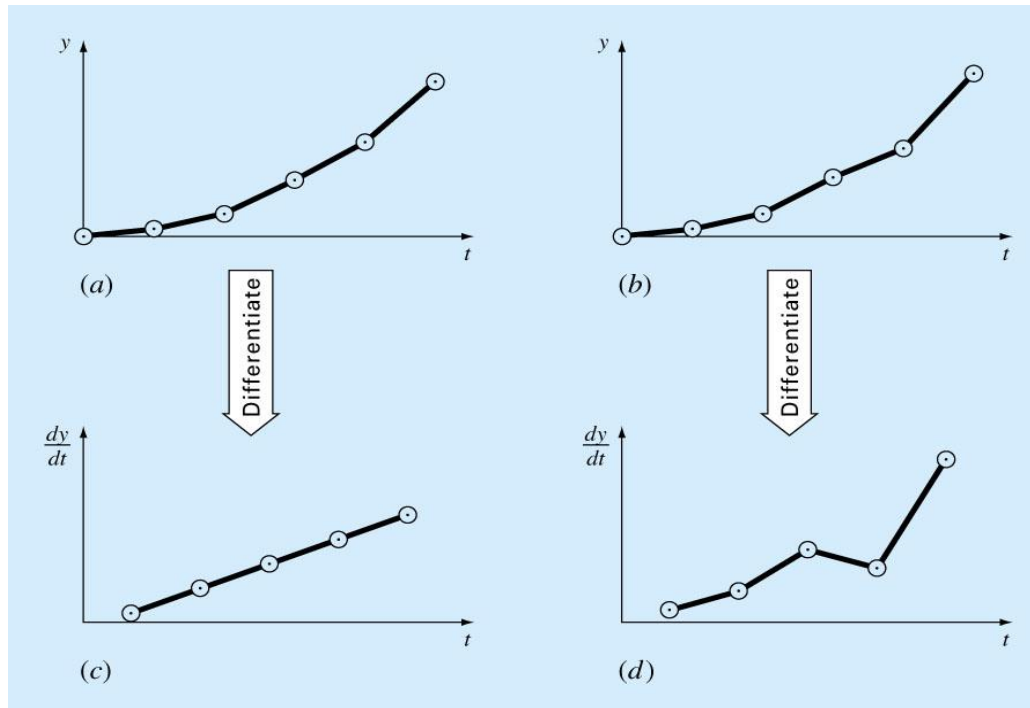 y
t
(a)
Differentiate
dy
dt
t
(c)
y
t
(b)
Differentiate
dy
dt
t
(d)